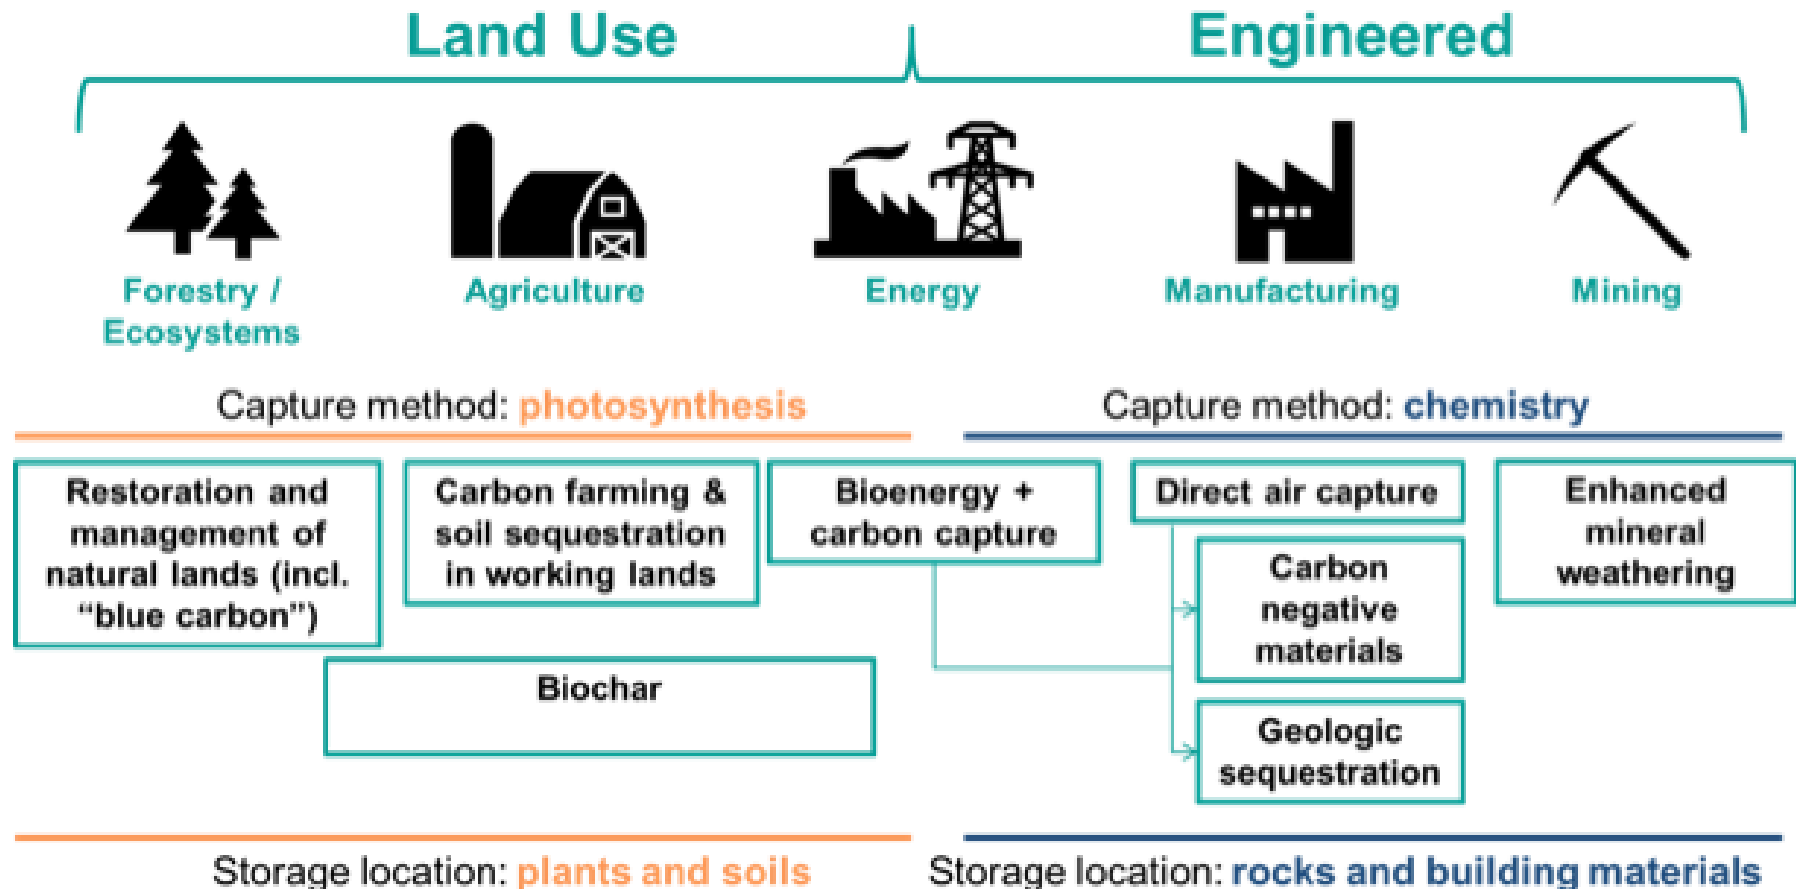 Land Use
Engineered
Forestry /
Ecosystems
Agriculture
Energy
Manufacturing
Mining
Capture method: photosynthesis
Capture method: chemistry
Restoration and
management of
natural lands (incl.
“blue carbon”)
Carbon farming &
soil sequestration
in working lands
Bioenergy +
carbon capture
Direct air capture
Enhanced
mineral
weathering
Carbon
negative
materials
Biochar
Geologic
sequestration
Storage location: plants and soils
Storage location: rocks and building materials